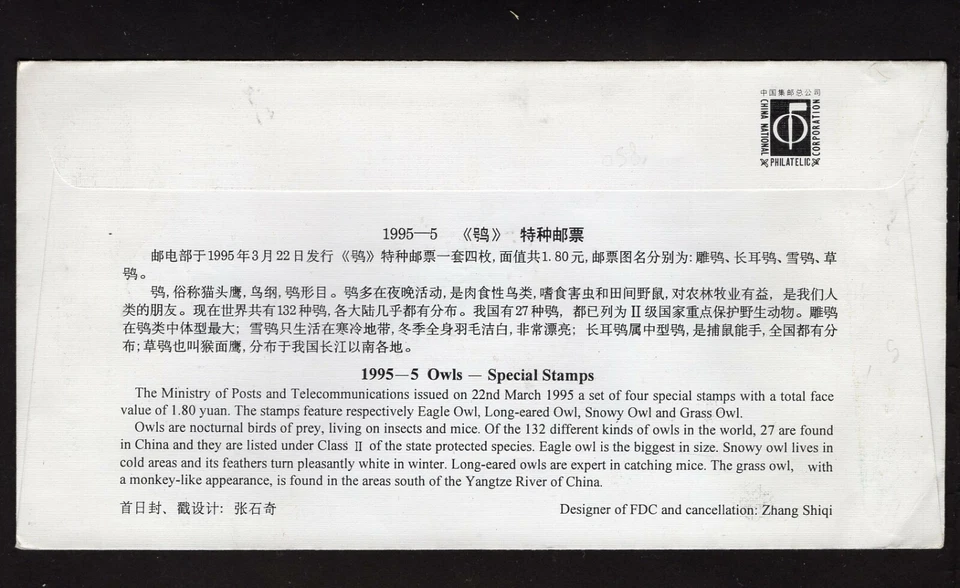 中国集邮总公司
CHINA NATIONAL
PHILATELIC
CORPORATION
1995—5 《鸮》 特种邮票
邮电部于1995年3月22日发行《鸮》特种邮票一套四枚,面值共1.80元,邮票图名分别为:雕鸮、长耳鸮、雪鸮、草
鸮。
鸮,俗称猫头鹰,鸟纲,鸮形目。鸮多在夜晚活动,是肉食性鸟类,嗜食害虫和田间野鼠,对农林牧业有益,是我们人
类的朋友。现在世界共有132种鸮,各大陆几乎都有分布。我国有27种鸮,都已列为Ⅱ级国家重点保护野生动物。雕鸮
在鸮类中体型最大;雪鸮只生活在寒冷地带,冬季全身羽毛洁白,非常漂亮;长耳鸮属中型鸮,是捕鼠能手,全国都有分
布;草鸮也叫猴面鹰,分布于我国长江以南各地。
1995—5 Owls — Special Stamps
The Ministry of Posts and Telecommunications issued on 22nd March 1995 a set of four special stamps with a total face
value of 1.80 yuan. The stamps feature respectively Eagle Owl, Long-eared Owl, Snowy Owl and Grass Owl.
Owls are nocturnal birds of prey, living on insects and mice. Of the 132 different kinds of owls in the world, 27 are found
in China and they are listed under Class Ⅱ of the state protected species. Eagle owl is the biggest in size. Snowy owl lives in
cold areas and its feathers turn pleasantly white in winter. Long-eared owls are expert in catching mice. The grass owl, with
a monkey-like appearance, is found in the areas south of the Yangtze River of China.
首日封、戳设计: 张石奇
Designer of FDC and cancellation: Zhang Shiqi